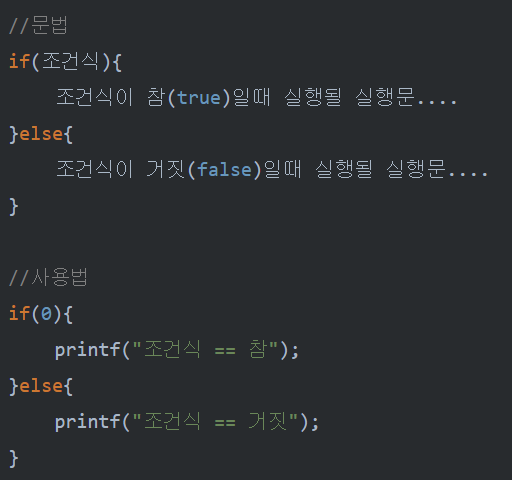 //문법
if(조건식){
    조건식이 참(true)일때 실행될 실행문....
}else{
    조건식이 거짓(false)일때 실행될 실행문....
}

//사용법
if(0){
    printf("조건식 == 참");
}else{
    printf("조건식 == 거짓");
}